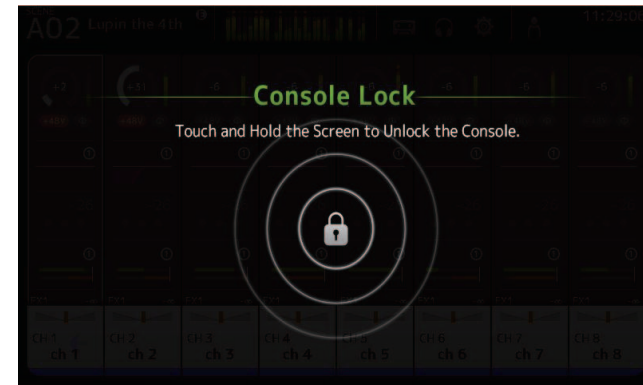 A02 Lupin the 4th
11:29:06
Console Lock
Touch and Hold the Screen to Unlock the Console.
CH 1 CH 2 CH 3 CH 4 CH 5 CH 6 CH 7 CH 8
ch 1 ch 2 ch 3 ch 4 ch 5 ch 6 ch 7 ch 8